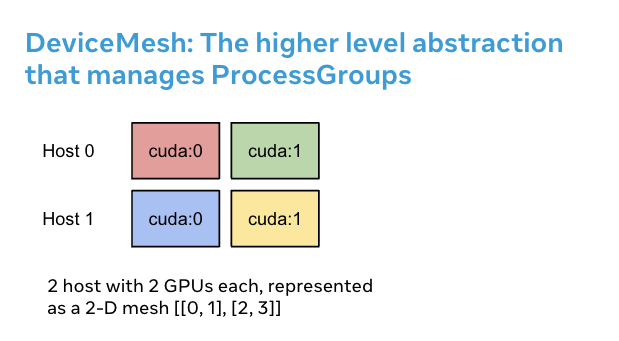 DeviceMesh: The higher level abstraction
that manages ProcessGroups
Host 0 cuda:0 cuda:1
Host 1 cuda:0 cuda:1
2 host with 2 GPUs each, represented
as a 2-D mesh [[0, 1], [2, 3]]